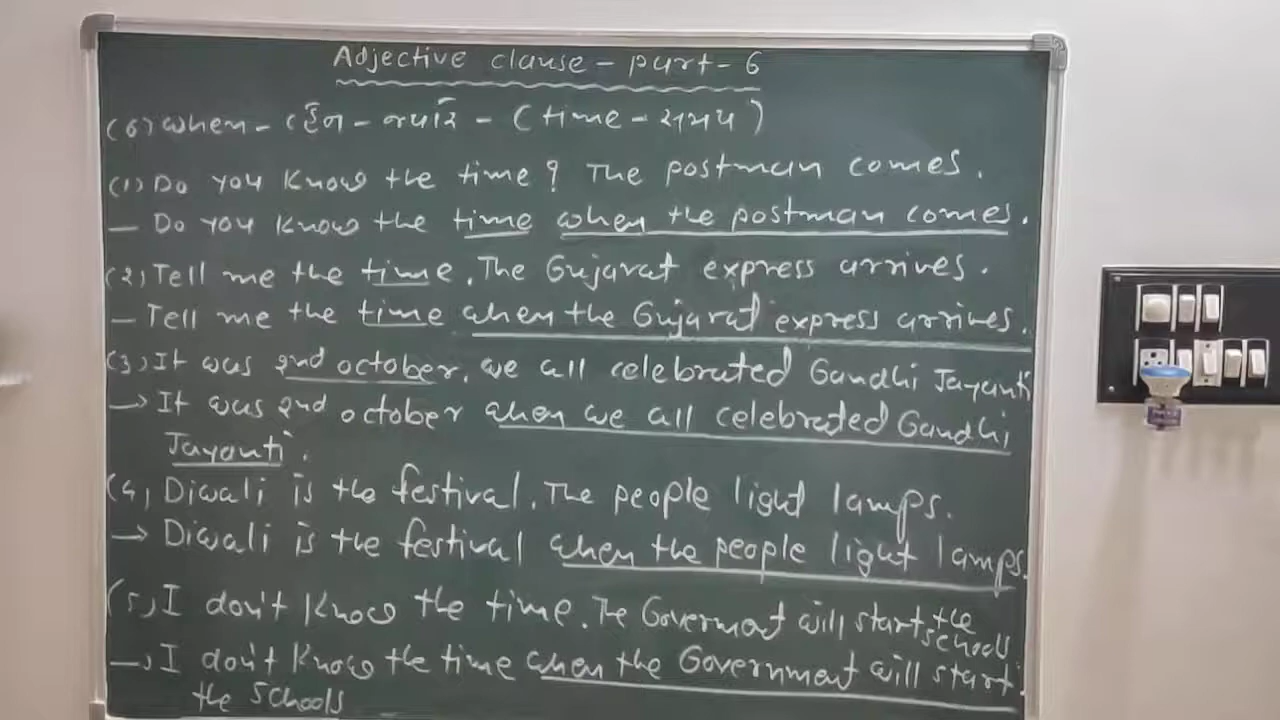 Adjective clause - part - 6
(6) When - વ્હેન - જ્યારે - (time - સમય)
(1) Do you know the time? The postman comes.
- Do you know the time when the postman comes.
(2) Tell me the time. The Gujarat express arrives.
- Tell me the time when the Gujarat express arrives.
(3) It was 2nd october. we all celebrated Gandhi Jayanti
→ It was 2nd october when we all celebrated Gandhi
Jayanti.
(4) Diwali is the festival. The people light lamps.
→ Diwali is the festival when the people light lamps.
(5) I don't know the time. The Government will start the schools
→ I don't know the time when the Government will start.
the schools